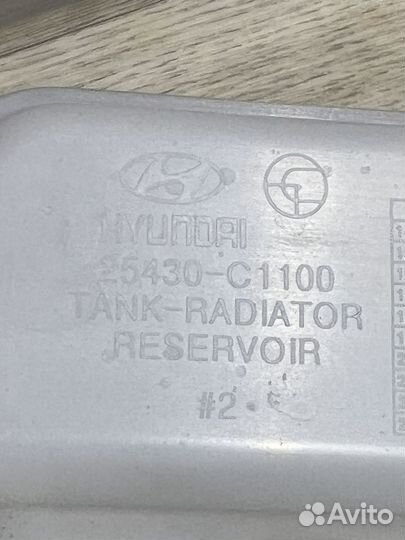 HYUNDAI
25430-C1100
TANK-RADIATOR
RESERVOIR
#2
Avito